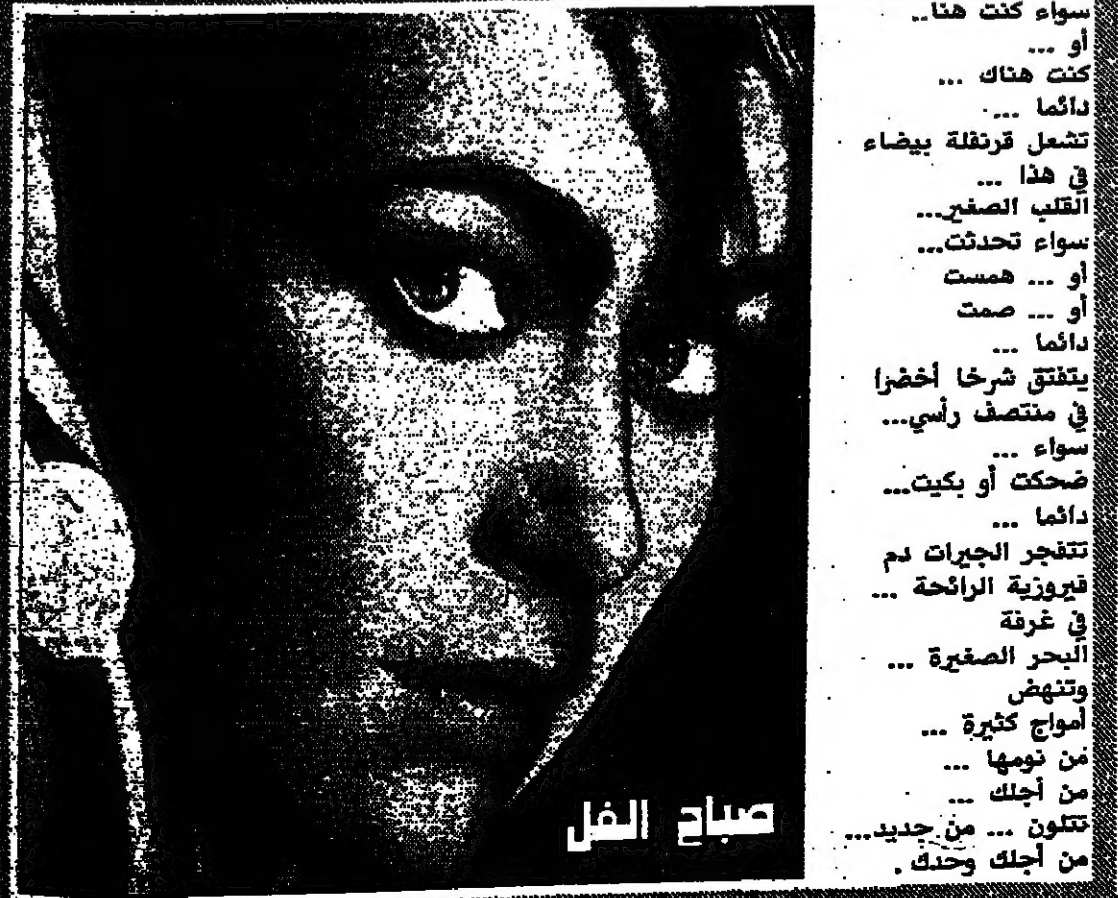 سواء كنت هنا..
أو ...
كنت هناك ...
دائما ...
تشعل قرنفلة بيضاء
في هذا ...
القلب الصغير...
سواء تحدثت...
أو ... همست
أو ... صمت
دائما ...
يتفتق شرخا أخضرا
في منتصف رأسي...
سواء ...
ضحكت أو بكيت...
دائما ...
تتفجر الجيرات دم
فيروزية الرائحة ...
في غرفة
البحر الصغيرة ...
وتنهض
أمواج كثيرة ...
من نومها ...
من أجلك ...
تتلون ... من جديد...
من أجلك وحدك .
صباح الفل